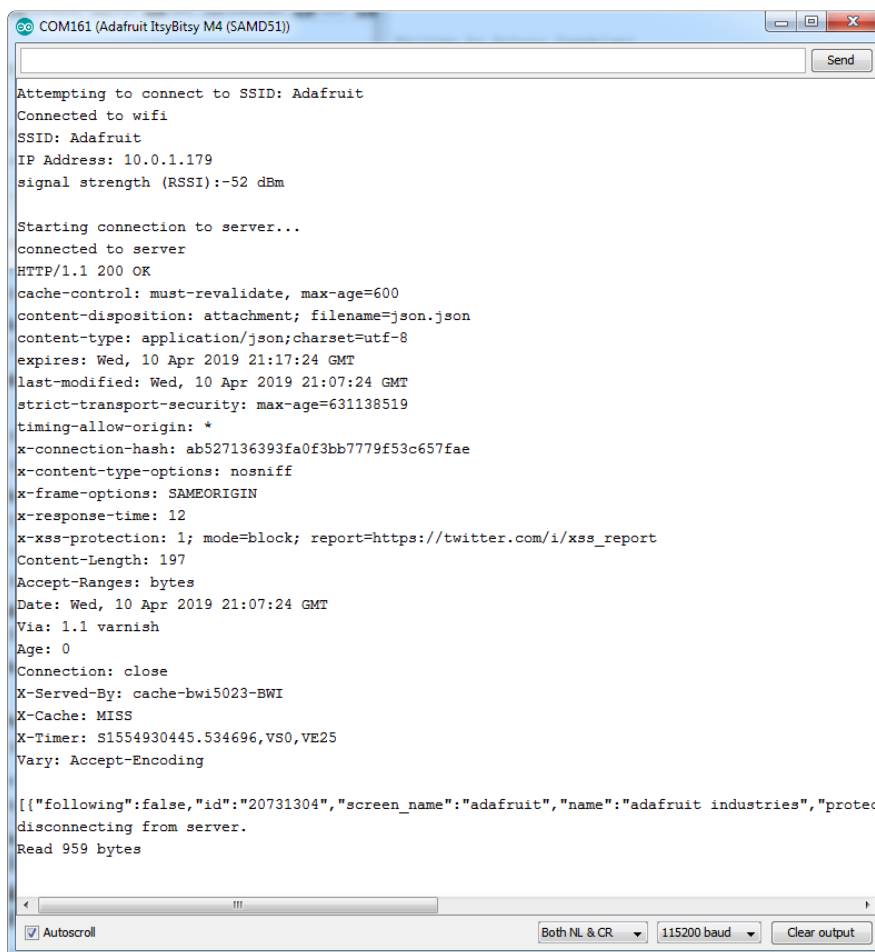 COM161 (Adafruit ItsyBitsy M4 (SAMD51))
Send
Attempting to connect to SSID: Adafruit
Connected to wifi
SSID: Adafruit
IP Address: 10.0.1.179
signal strength (RSSI):-52 dBm
Starting connection to server...
connected to server
HTTP/1.1 200 OK
cache-control: must-revalidate, max-age=600
content-disposition: attachment; filename=json.json
content-type: application/json;charset=utf-8
expires: Wed, 10 Apr 2019 21:17:24 GMT
last-modified: Wed, 10 Apr 2019 21:07:24 GMT
strict-transport-security: max-age=631138519
timing-allow-origin: *
x-connection-hash: ab527136393fa0f3bb7779f53c657fae
x-content-type-options: nosniff
x-frame-options: SAMEORIGIN
x-response-time: 12
x-xss-protection: 1; mode=block; report=https://twitter.com/i/xss_report
Content-Length: 197
Accept-Ranges: bytes
Date: Wed, 10 Apr 2019 21:07:24 GMT
Via: 1.1 varnish
Age: 0
Connection: close
X-Served-By: cache-bwi5023-BWI
X-Cache: MISS
X-Timer: S1554930445.534696,VS0,VE25
Vary: Accept-Encoding
[{"following":false,"id":"20731304","screen_name":"adafruit","name":"adafruit industries","protec
disconnecting from server.
Read 959 bytes
Autoscroll Both NL & CR 115200 baud Clear output